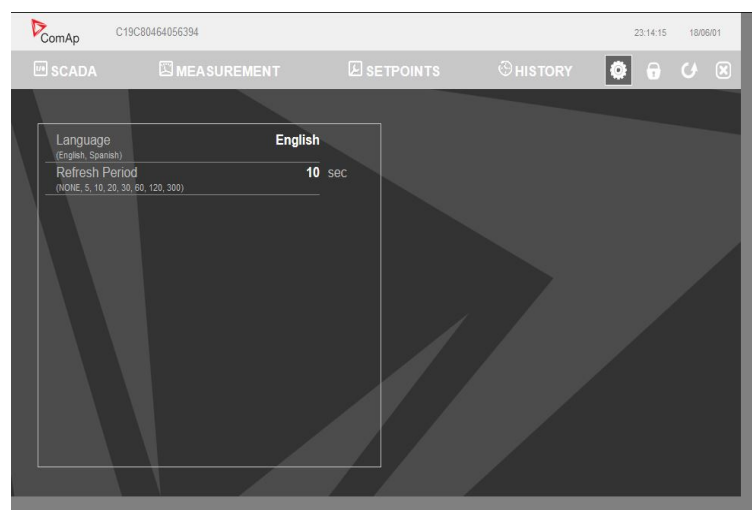 ComAp C19C80464056394 23:14:15 18/06/01
SCADA MEASUREMENT SETPOINTS HISTORY
Language English
(English, Spanish)
Refresh Period 10 sec
(NONE, 5, 10, 20, 30, 60, 120, 300)